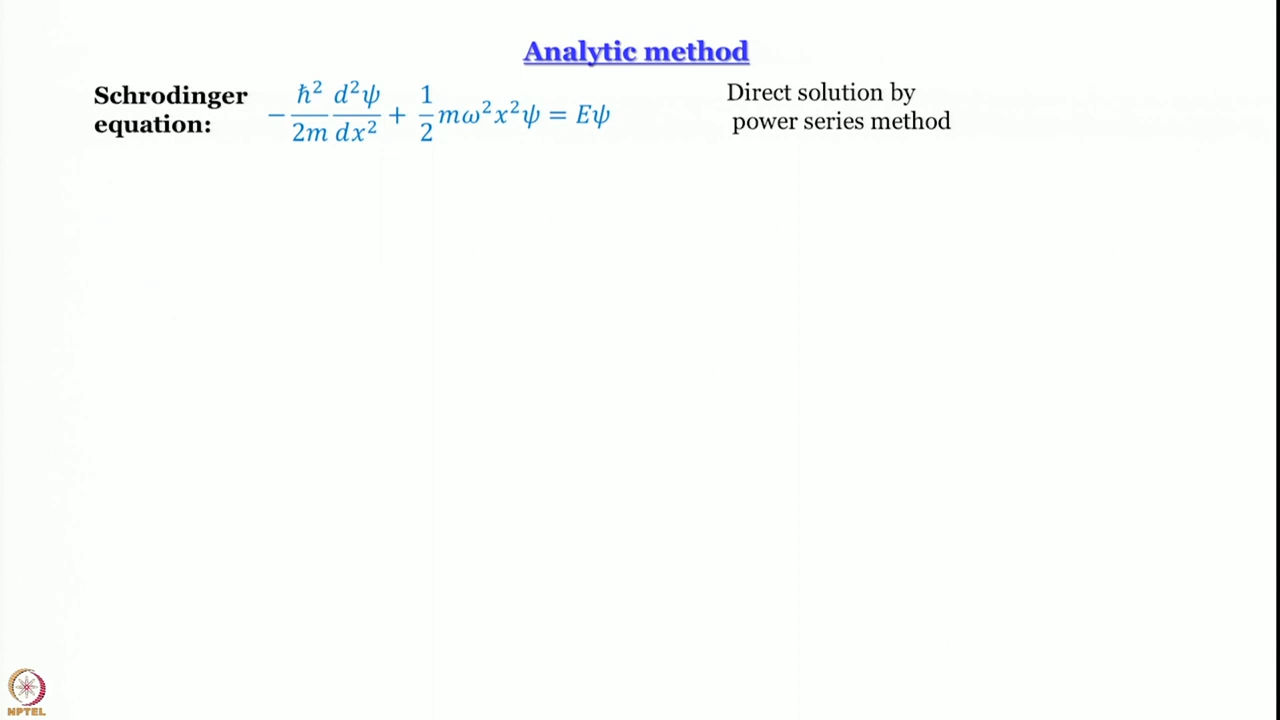 Analytic method
Schrodinger
equation:
−ħ²/2m d²ψ/dx² + 1/2 mω²x²ψ = Eψ
Direct solution by
power series method
NPTEL